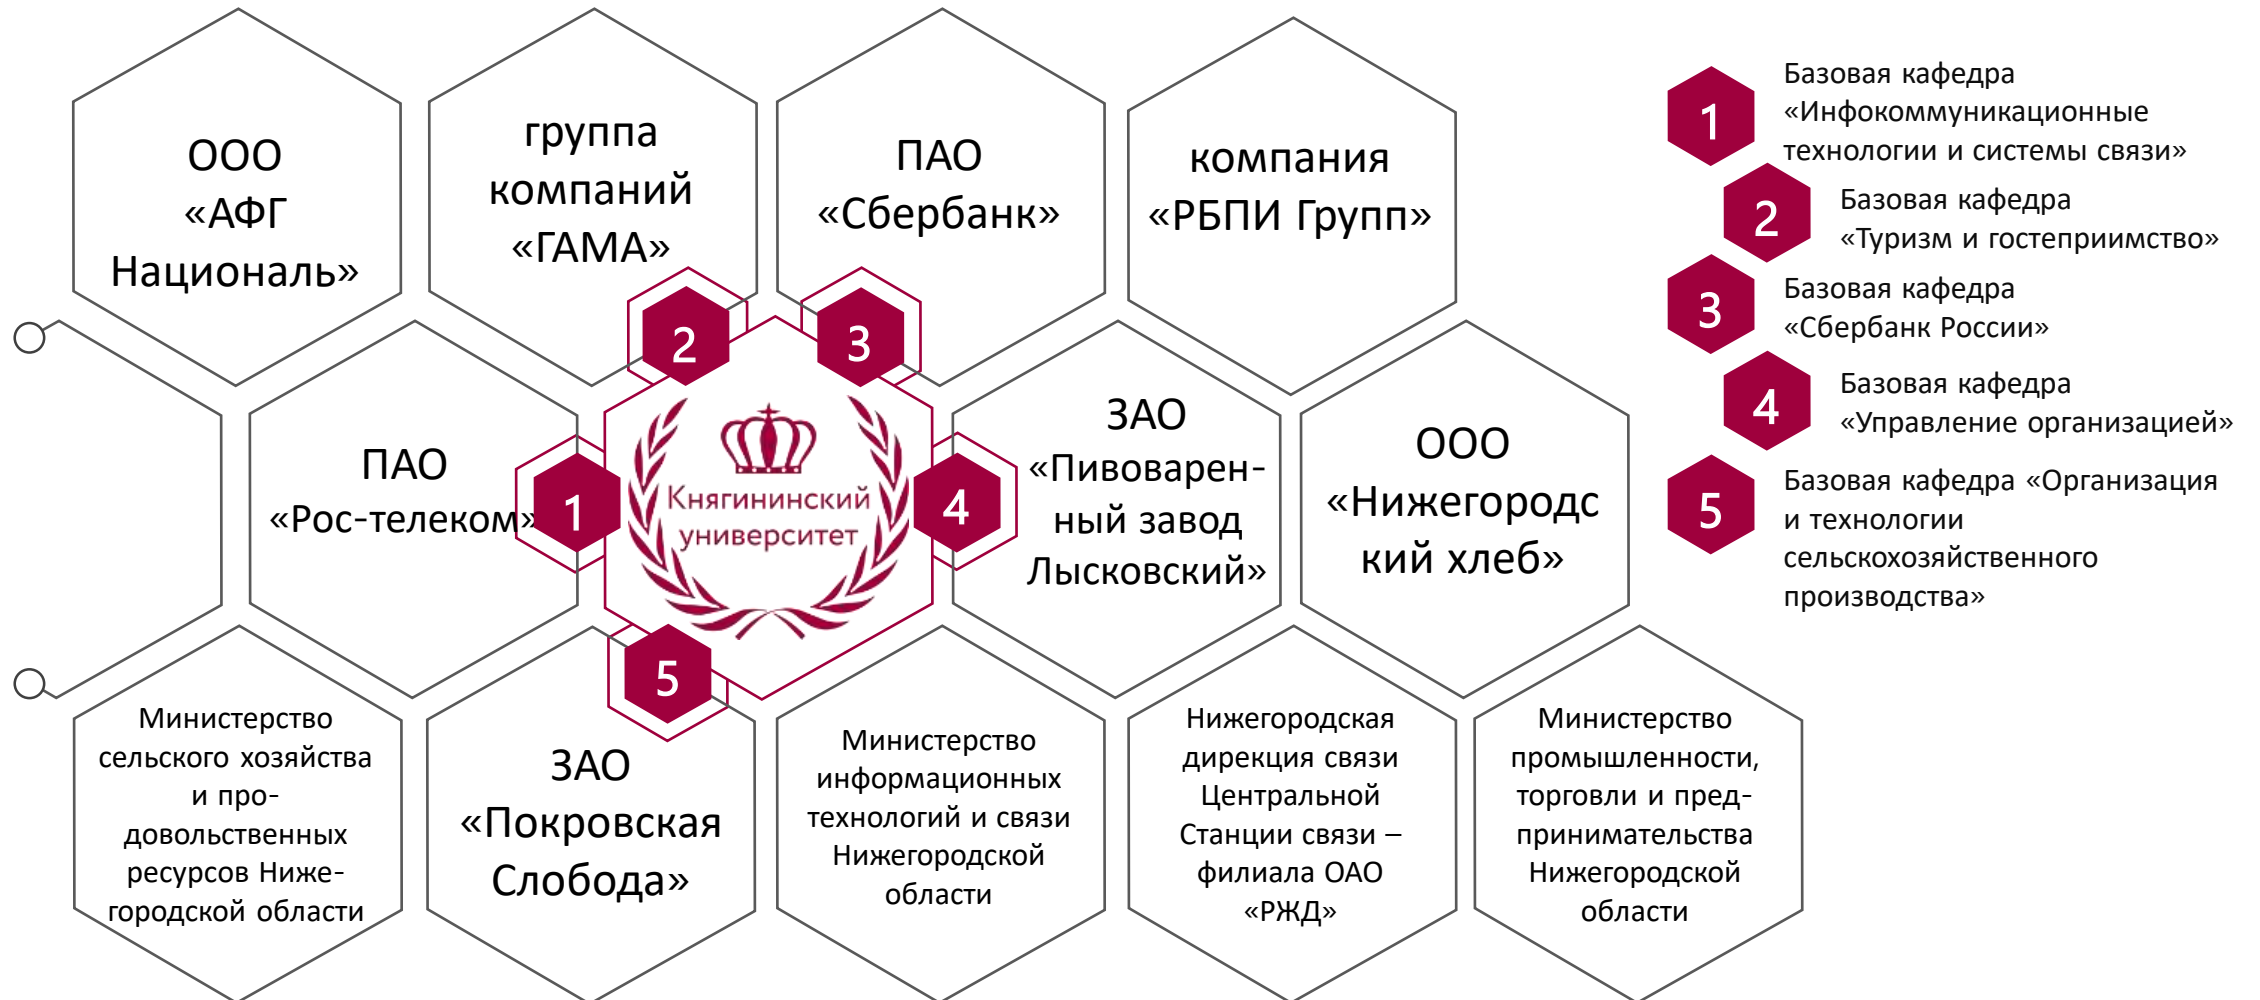 ООО
«АФГ
Националь»
группа
компаний
«ГАМА»
ПАО
«Сбербанк»
компания
«РБПИ Групп»
2
3
ПАО
«Рос-телеком»
1
Княгининский
университет
4
ЗАО
«Пивоварен-
ный завод
Лысковский»
ООО
«Нижегородс
кий хлеб»
5
Министерство
сельского хозяйства
и про-
довольственных
ресурсов Ниже-
городской области
ЗАО
«Покровская
Слобода»
Министерство
информационных
технологий и связи
Нижегородской
области
Нижегородская
дирекция связи
Центральной
Станции связи –
филиала ОАО
«РЖД»
Министерство
промышленности,
торговли и пред-
принимательства
Нижегородской
области
1
Базовая кафедра
«Инфокоммуникационные
технологии и системы связи»
2
Базовая кафедра
«Туризм и гостеприимство»
3
Базовая кафедра
«Сбербанк России»
4
Базовая кафедра
«Управление организацией»
5
Базовая кафедра «Организация
и технологии
сельскохозяйственного
производства»